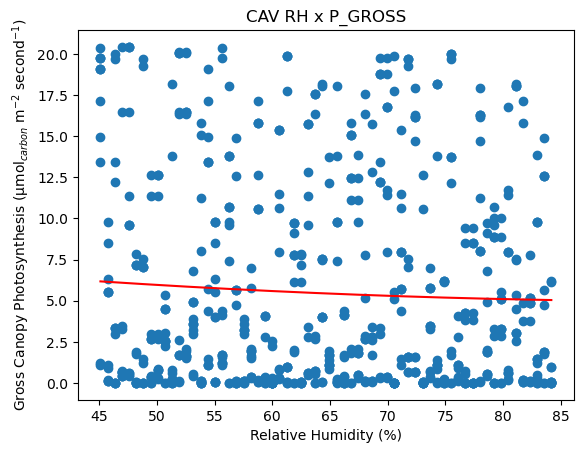 CAV RH x P_GROSS
Gross Canopy Photosynthesis (μmol_carbon m⁻² second⁻¹)
20.0
17.5
15.0
12.5
10.0
7.5
5.0
2.5
0.0
45 50 55 60 65 70 75 80 85
Relative Humidity (%)